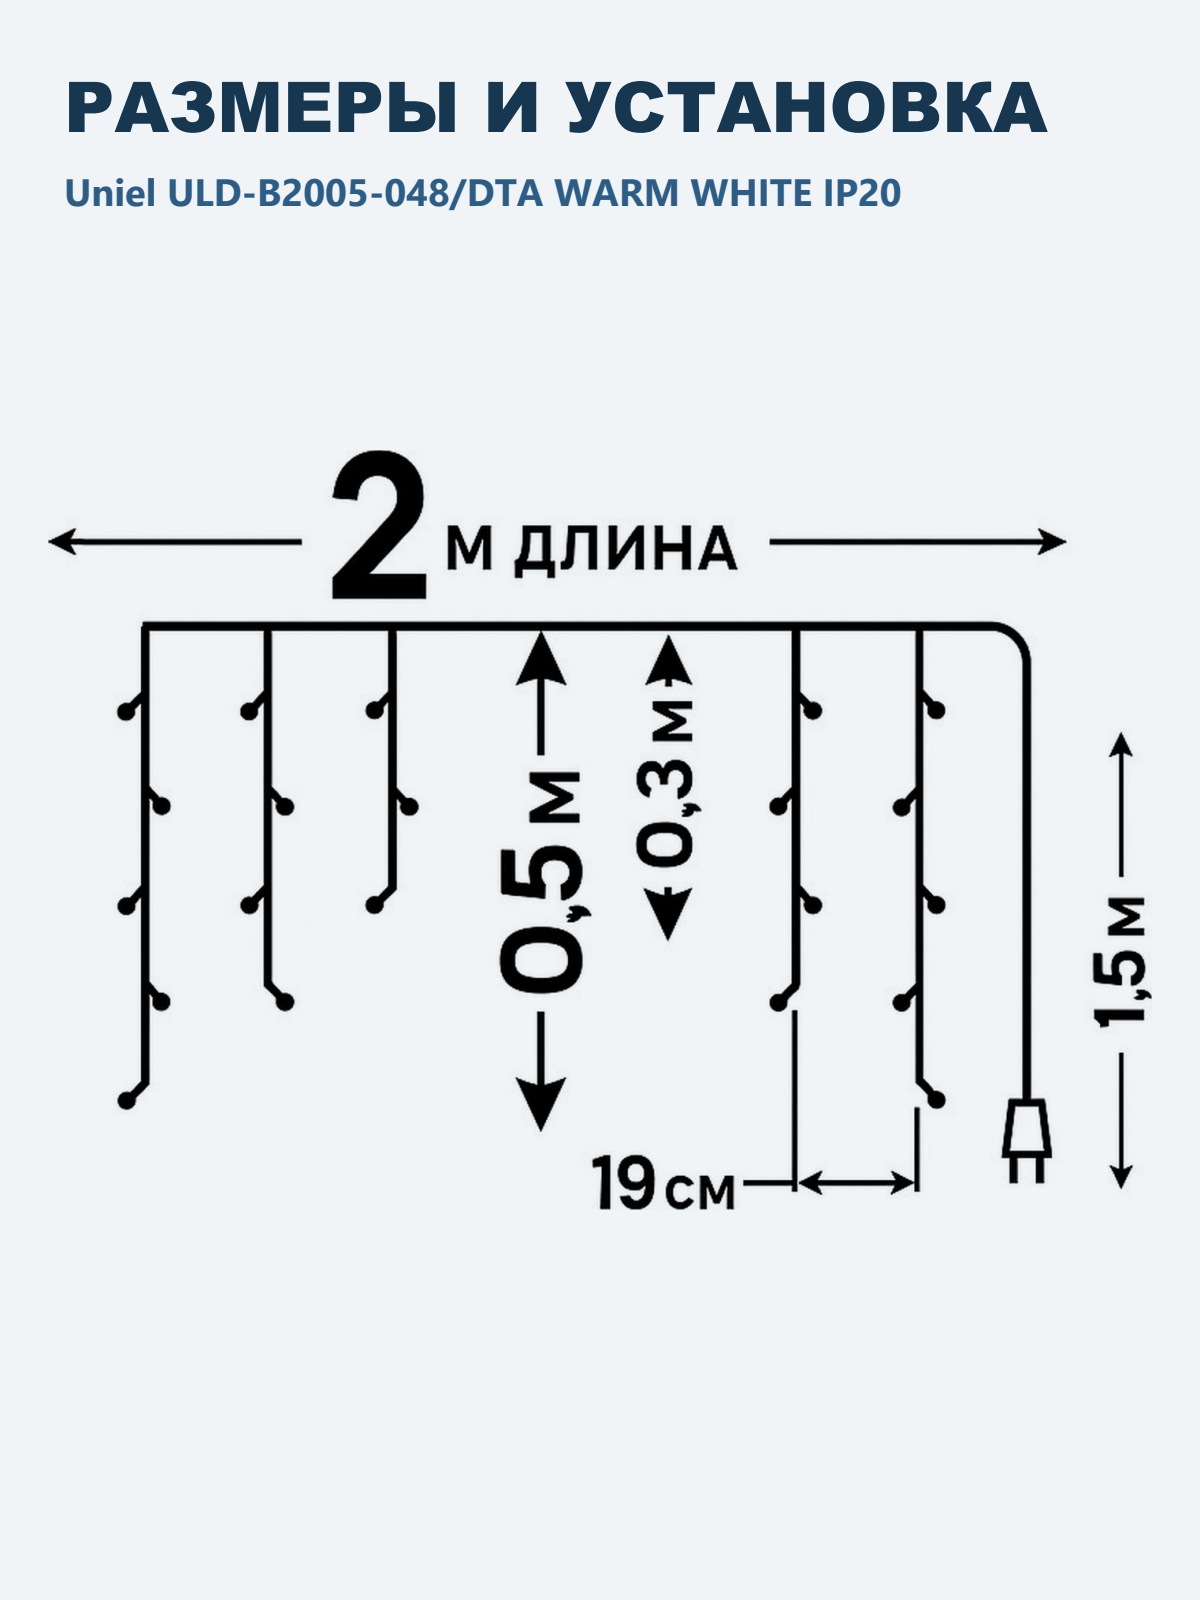 РАЗМЕРЫ И УСТАНОВКА
Uniel ULD-B2005-048/DTA WARM WHITE IP20
2 М ДЛИНА
0,5 м
0,3 м
1,5 м
19 см